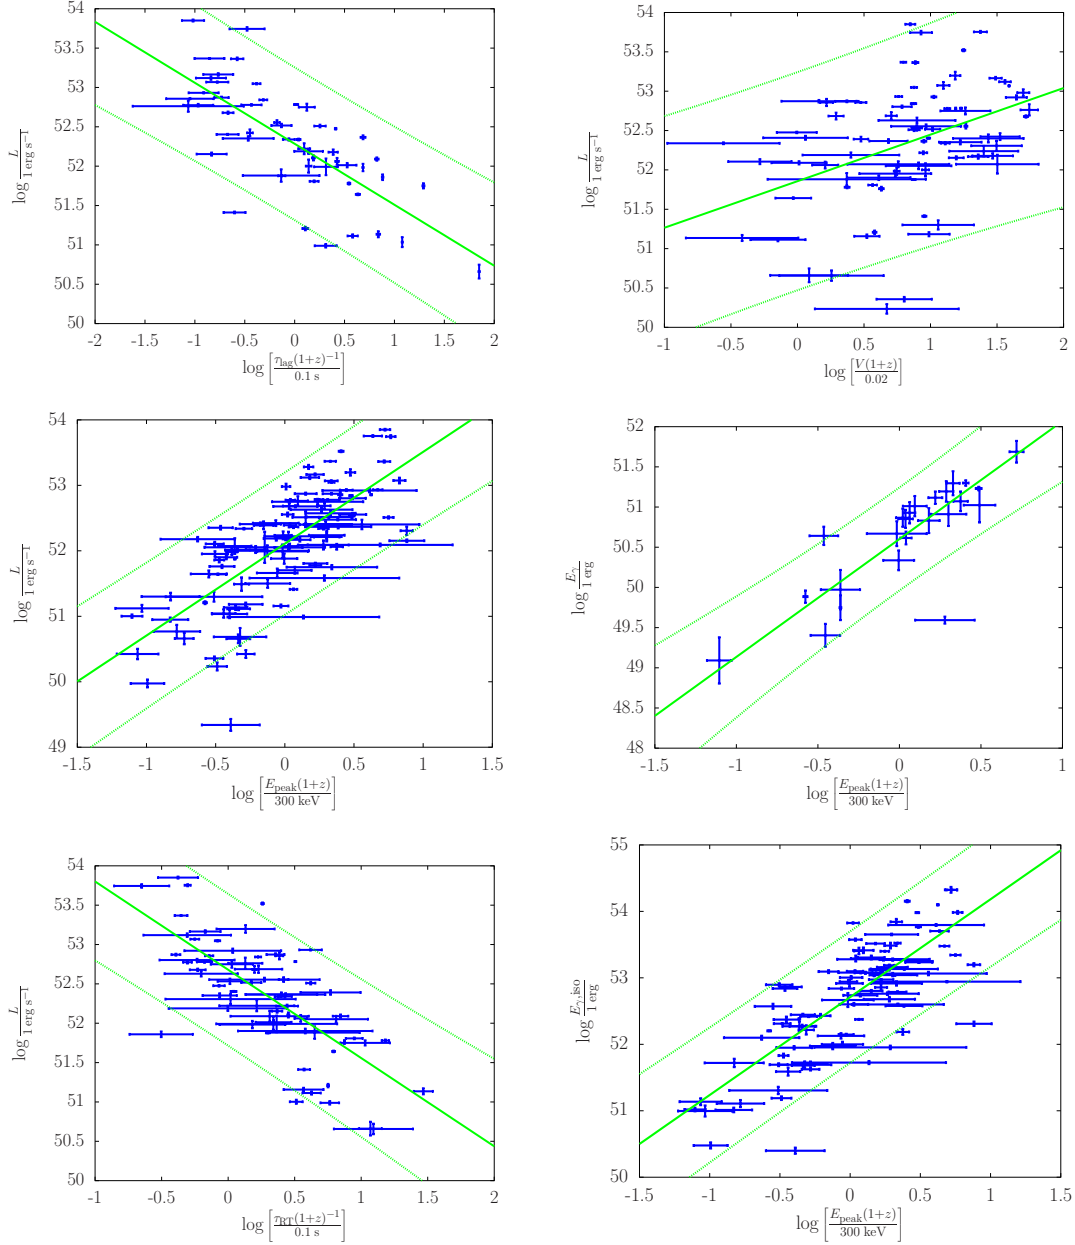 54
53.5
53
52.5
52
51.5
51
50.5
50
-2 -1.5 -1 -0.5 0 0.5 1 1.5 2
log L / 1 erg s−1
log [τlag(1+z)−1 / 0.1 s]
54
53.5
53
52.5
52
51.5
51
50.5
50
-1 -0.5 0 0.5 1 1.5 2
log L / 1 erg s−1
log [V(1+z) / 0.02]
54
53
52
51
50
49
-1.5 -1 -0.5 0 0.5 1 1.5
log L / 1 erg s−1
log [Epeak(1+z) / 300 keV]
52
51.5
51
50.5
50
49.5
49
48.5
48
-1.5 -1 -0.5 0 0.5 1
log Eγ / 1 erg
log [Epeak(1+z) / 300 keV]
54
53.5
53
52.5
52
51.5
51
50.5
50
-1 -0.5 0 0.5 1 1.5 2
log L / 1 erg s−1
log [τRT(1+z)−1 / 0.1 s]
55
54
53
52
51
50
-1.5 -1 -0.5 0 0.5 1 1.5
log Eγ,iso / 1 erg
log [Epeak(1+z) / 300 keV]